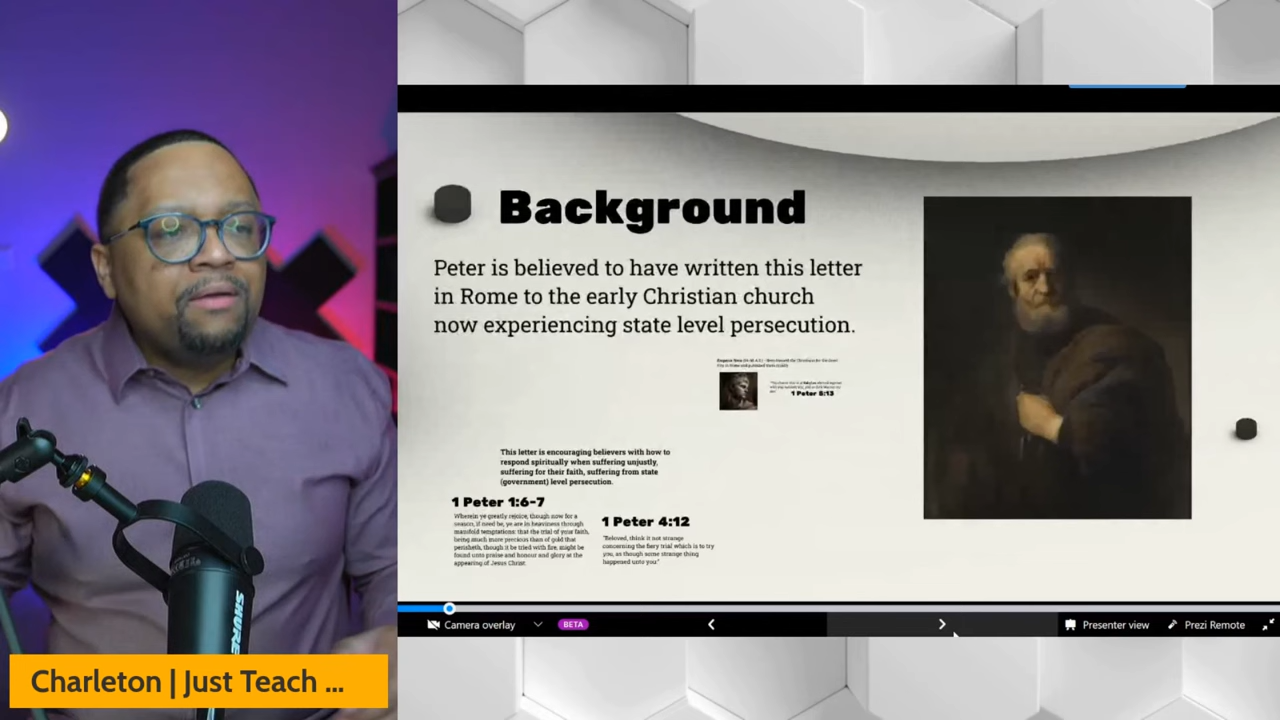 Background
Peter is believed to have written this letter
in Rome to the early Christian church
now experiencing state level persecution.
1 Peter 5:13
This letter is encouraging believers with how to
respond spiritually when suffering unjustly,
suffering for their faith, suffering from state
(government) level persecution.
1 Peter 1:6-7
Wherein ye greatly rejoice, though now for a
season, if need be, ye are in heaviness through
manifold temptations: that the trial of your faith,
being much more precious than of gold that
perisheth, though it be tried with fire, might be
found unto praise and honour and glory at the
appearing of Jesus Christ.
1 Peter 4:12
"Beloved, think it not strange
concerning the fiery trial which is to try
you, as though some strange thing
happened unto you:"
Camera overlay
BETA
Presenter view
Prezi Remote
SHURE
Charleton | Just Teach ...